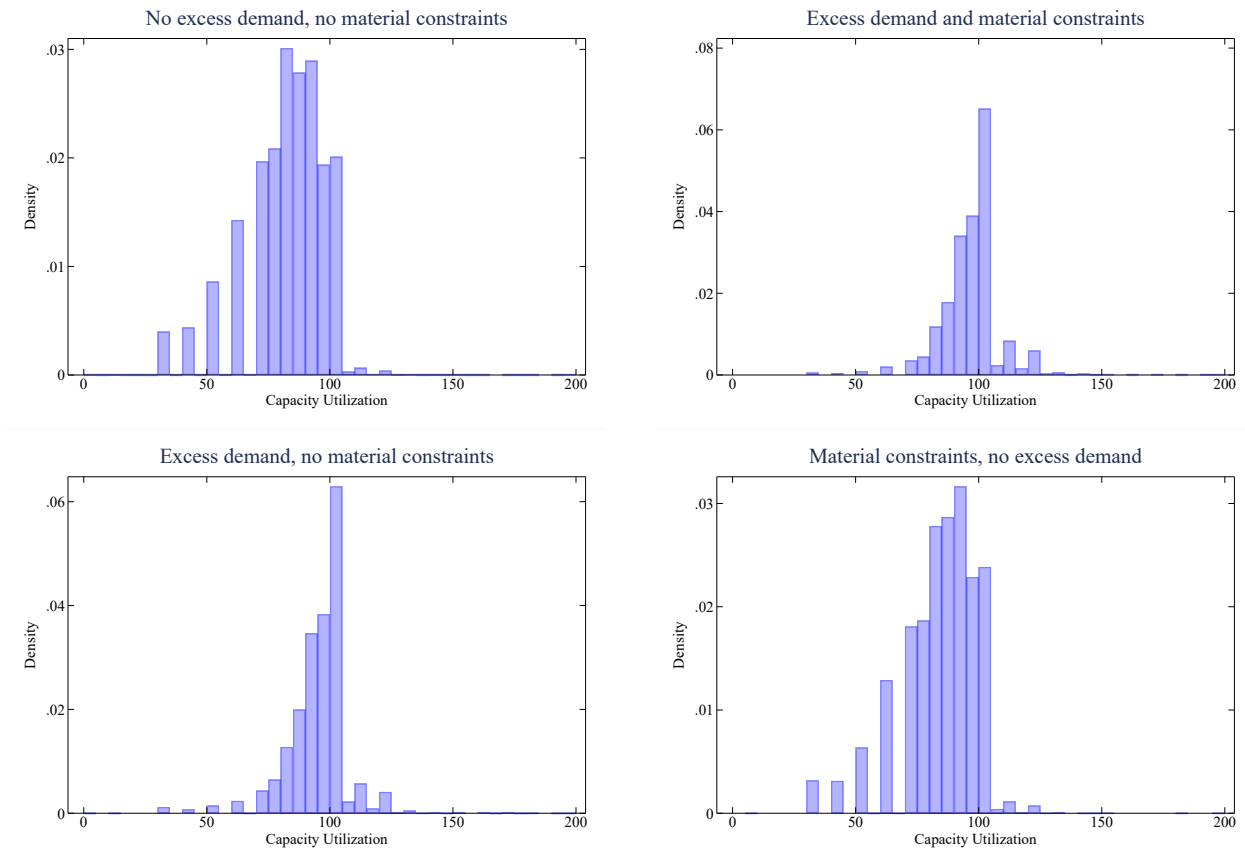 No excess demand, no material constraints
.03
.02
.01
0
Density
0 50 100 150 200
Capacity Utilization
Excess demand and material constraints
.08
.06
.04
.02
0
Density
0 50 100 150 200
Capacity Utilization
Excess demand, no material constraints
.06
.04
.02
0
Density
0 50 100 150 200
Capacity Utilization
Material constraints, no excess demand
.03
.02
.01
0
Density
0 50 100 150 200
Capacity Utilization